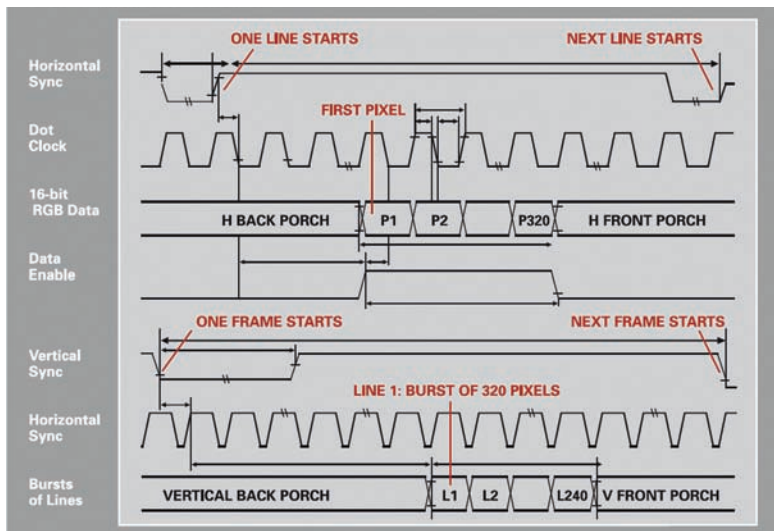 ONE LINE STARTS
NEXT LINE STARTS
Horizontal
Sync
FIRST PIXEL
Dot
Clock
16-bit
RGB Data
H BACK PORCH
P1
P2
P320
H FRONT PORCH
Data
Enable
ONE FRAME STARTS
NEXT FRAME STARTS
Vertical
Sync
LINE 1: BURST OF 320 PIXELS
Horizontal
Sync
Bursts
of Lines
VERTICAL BACK PORCH
L1
L2
L240
V FRONT PORCH